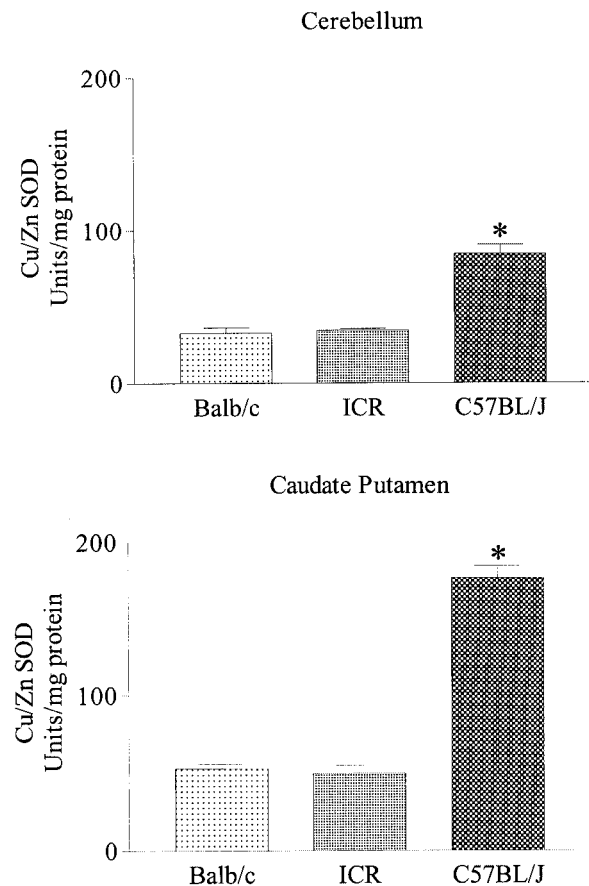 Cerebellum
200
100
0
Cu/Zn SOD
Units/mg protein
*
Balb/c ICR C57BL/J
Caudate Putamen
200
100
0
Cu/Zn SOD
Units/mg protein
*
Balb/c ICR C57BL/J